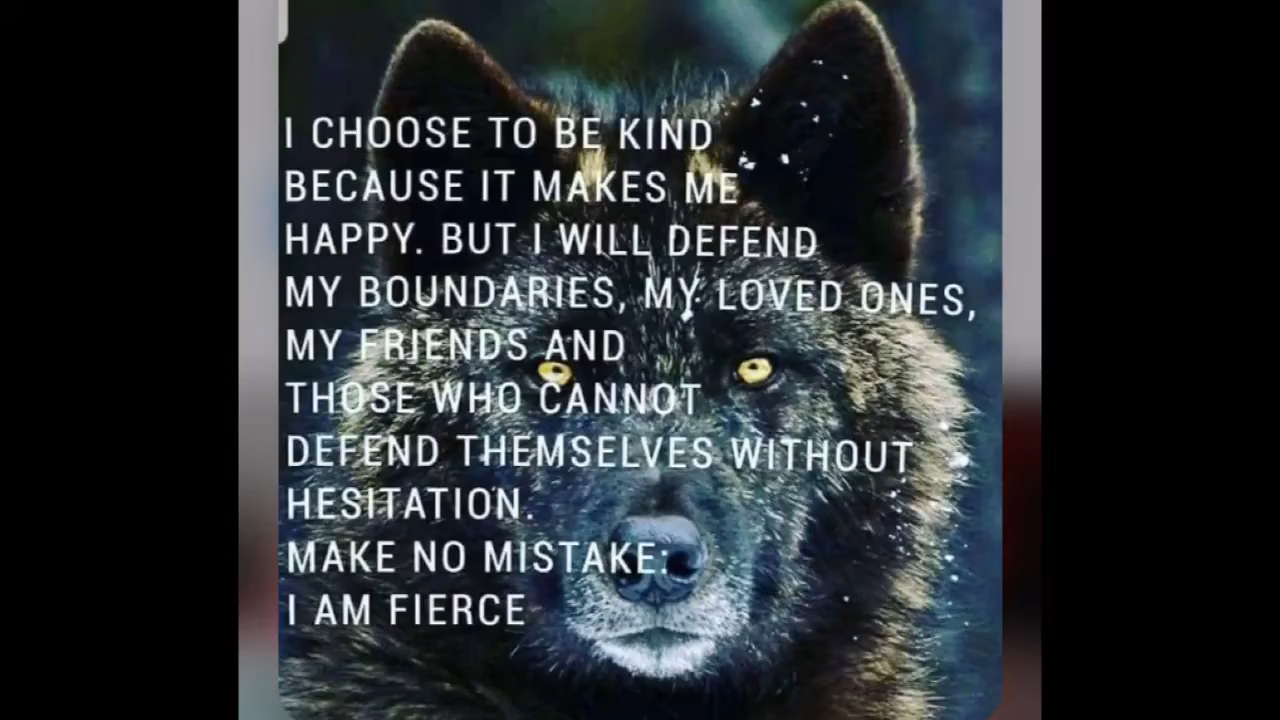 I CHOOSE TO BE KIND
BECAUSE IT MAKES ME
HAPPY. BUT I WILL DEFEND
MY BOUNDARIES, MY LOVED ONES,
MY FRIENDS AND
THOSE WHO CANNOT
DEFEND THEMSELVES WITHOUT
HESITATION.
MAKE NO MISTAKE:
I AM FIERCE